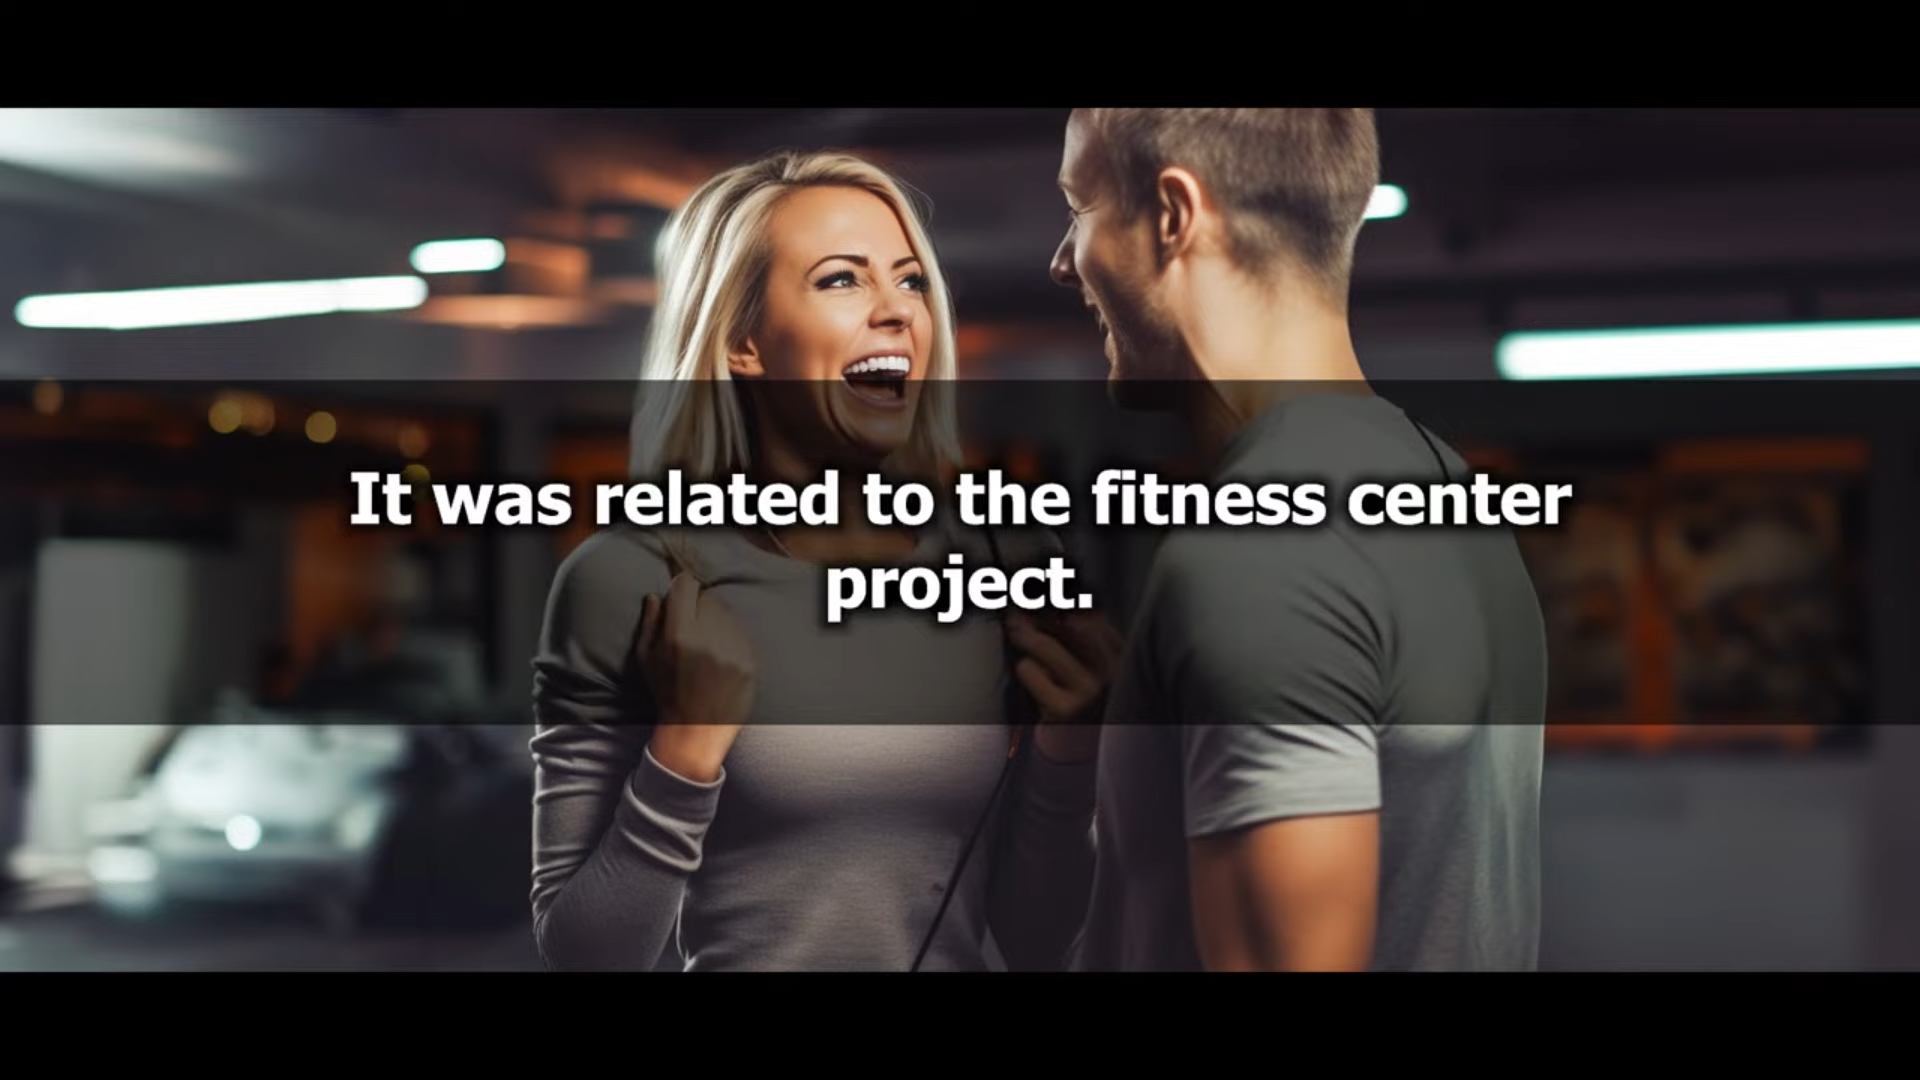 It was related to the fitness center
project.